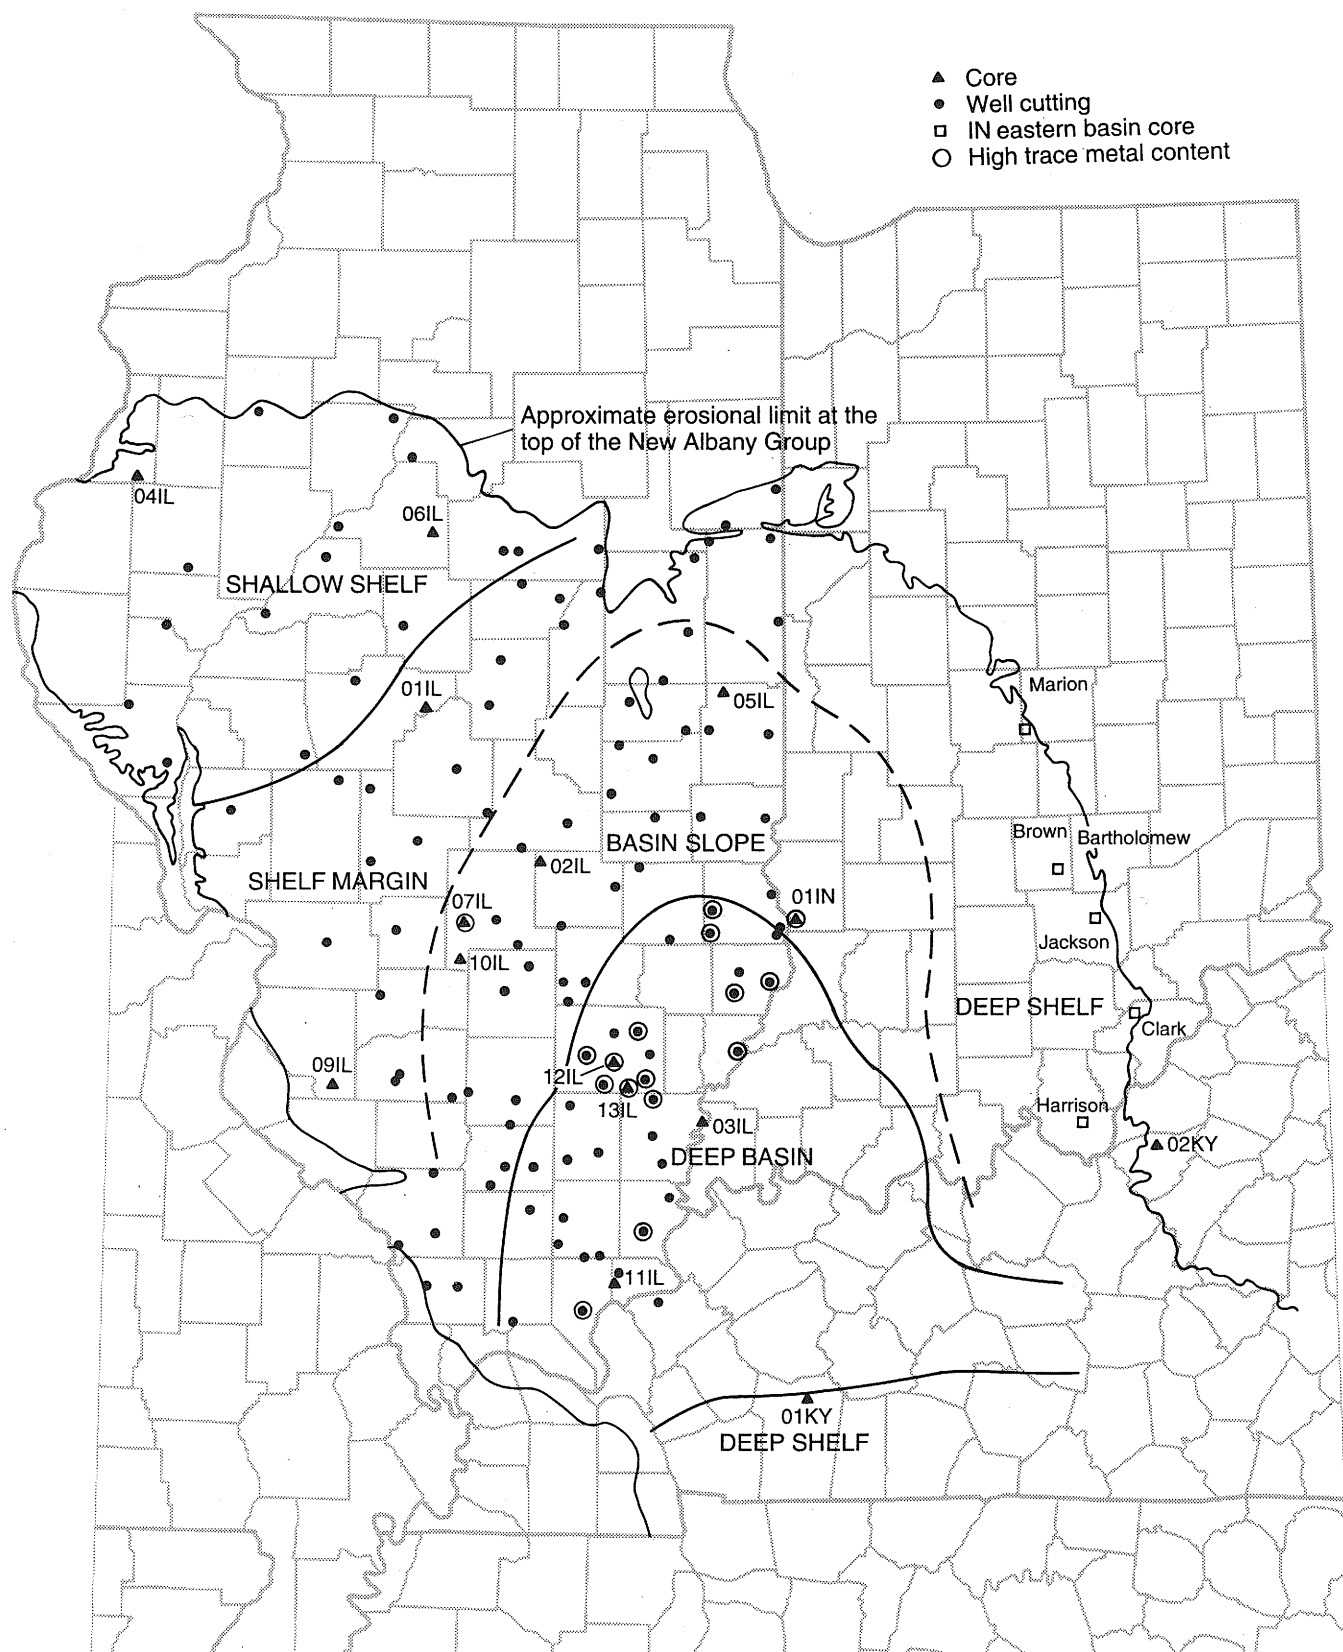 Core
Well cutting
IN eastern basin core
High trace metal content
Approximate erosional limit at the
top of the New Albany Group
04IL
06IL
SHALLOW SHELF
01IL
05IL
Marion
Brown
Bartholomew
BASIN SLOPE
02IL
SHELF MARGIN
07IL
01IN
Jackson
10IL
DEEP SHELF
Clark
09IL
12IL
13IL
Harrison
03IL
02KY
DEEP BASIN
11IL
01KY
DEEP SHELF